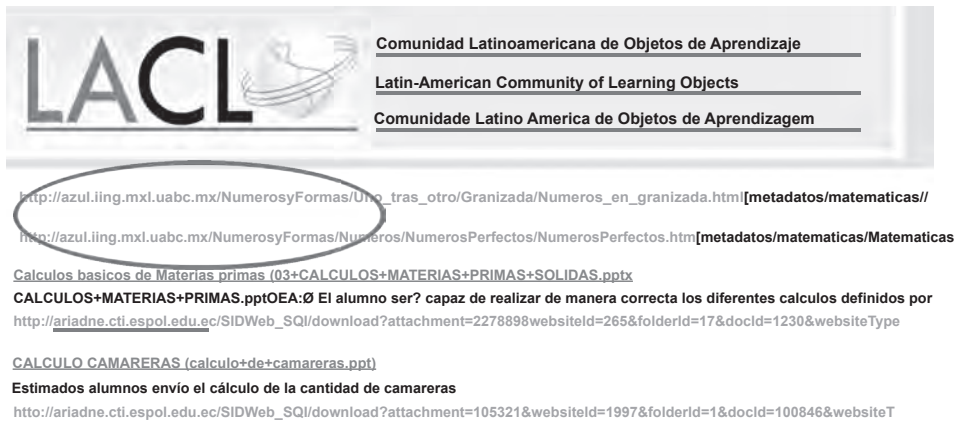 LACL
Comunidad Latinoamericana de Objetos de Aprendizaje
Latin-American Community of Learning Objects
Comunidade Latino America de Objetos de Aprendizagem
http://azul.iing.mxl.uabc.mx/NumerosyFormas/Uno_tras_otro/Granizada/Numeros_en_granizada.html[metadatos/matematicas//
http://azul.iing.mxl.uabc.mx/NumerosyFormas/Numeros/NumerosPerfectos/NumerosPerfectos.htm[metadatos/matematicas/Matematicas
Calculos basicos de Materias primas (03+CALCULOS+MATERIAS+PRIMAS+SOLIDAS.pptx
CALCULOS+MATERIAS+PRIMAS.pptOEA:Ø El alumno ser? capaz de realizar de manera correcta los diferentes calculos definidos por
http://ariadne.cti.espol.edu.ec/SIDWeb_SQI/download?attachment=2278898websiteId=265&folderId=17&docId=1230&websiteType
CALCULO CAMARERAS (calculo+de+camareras.ppt)
Estimados alumnos envío el cálculo de la cantidad de camareras
htto://ariadne.cti.espol.edu.ec/SIDWeb_SQI/download?attachment=105321&websiteId=1997&folderId=1&docId=100846&websiteT